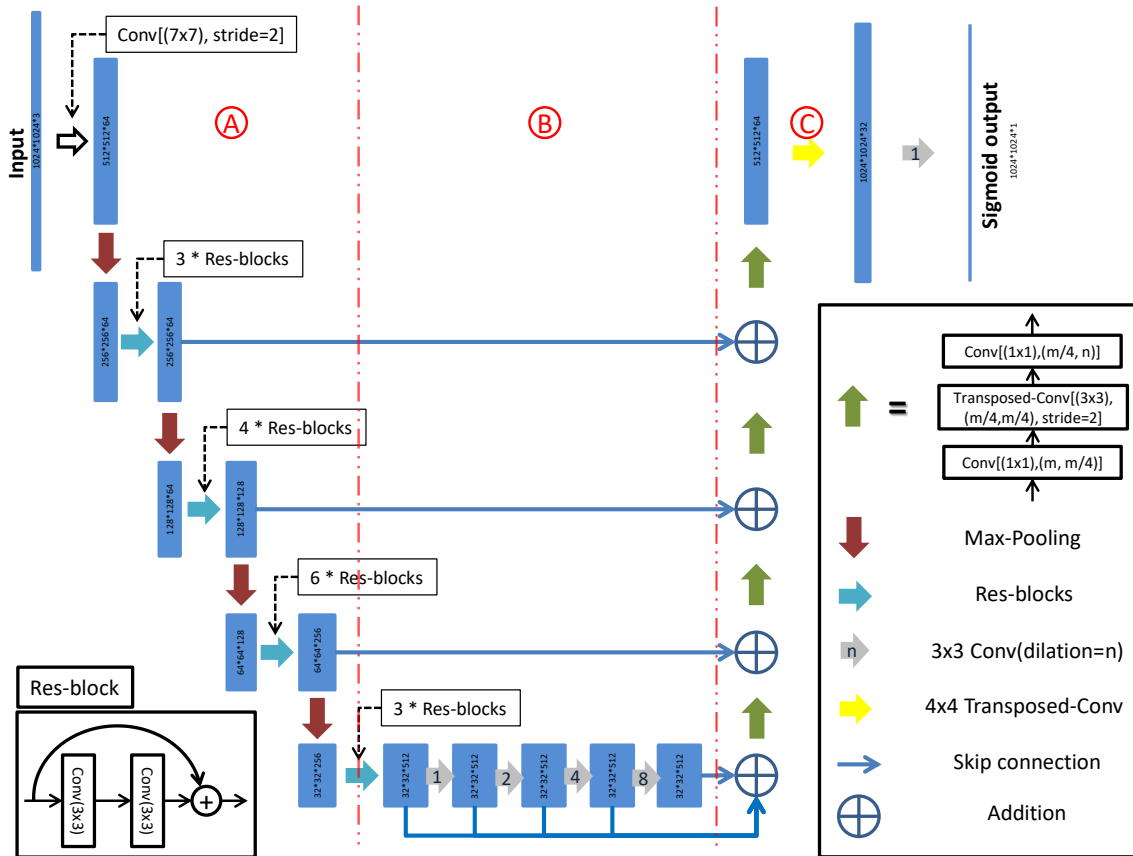 Conv[(7x7), stride=2]
Input
1024*1024*3
512*512*64
A
B
C
512*512*64
1024*1024*32
1
Sigmoid output
1024*1024*1
3 * Res-blocks
256*256*64
256*256*64
4 * Res-blocks
128*128*64
128*128*128
6 * Res-blocks
64*64*128
64*64*256
3 * Res-blocks
32*32*256
32*32*512
1
32*32*512
2
32*32*512
4
32*32*512
8
32*32*512
Res-block
Conv(3x3)
Conv(3x3)
+
=
Conv[(1x1),(m/4, n)]
Transposed-Conv[(3x3),
(m/4,m/4), stride=2]
Conv[(1x1),(m, m/4)]
Max-Pooling
Res-blocks
n
3x3 Conv(dilation=n)
4x4 Transposed-Conv
Skip connection
Addition